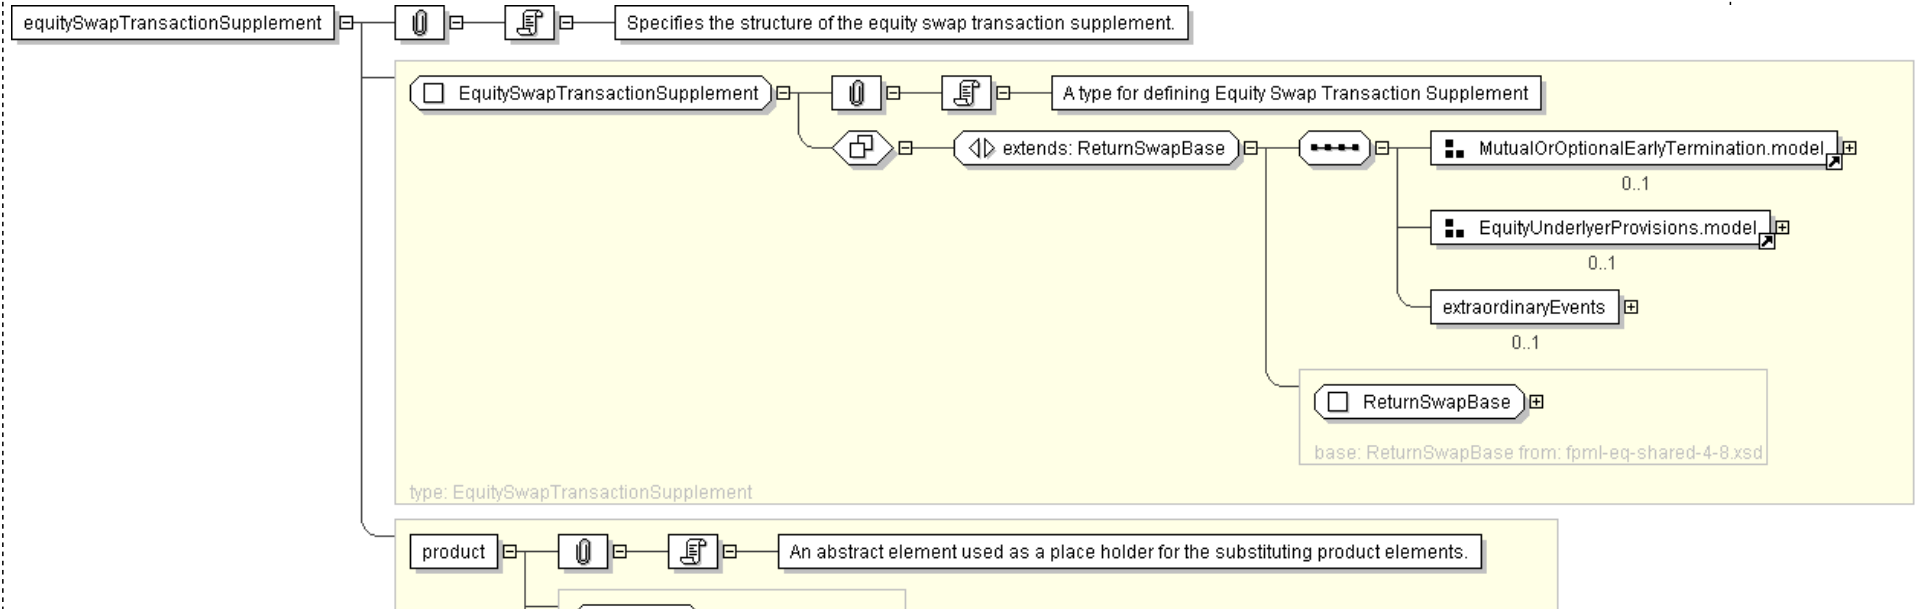 equitySwapTransactionSupplement
Specifies the structure of the equity swap transaction supplement.
EquitySwapTransactionSupplement
A type for defining Equity Swap Transaction Supplement
extends: ReturnSwapBase
MutualOrOptionalEarlyTermination.model
0..1
EquityUnderlyerProvisions.model
0..1
extraordinaryEvents
0..1
ReturnSwapBase
base: ReturnSwapBase from: fpml-eq-shared-4-8.xsd
type: EquitySwapTransactionSupplement
product
An abstract element used as a place holder for the substituting product elements.